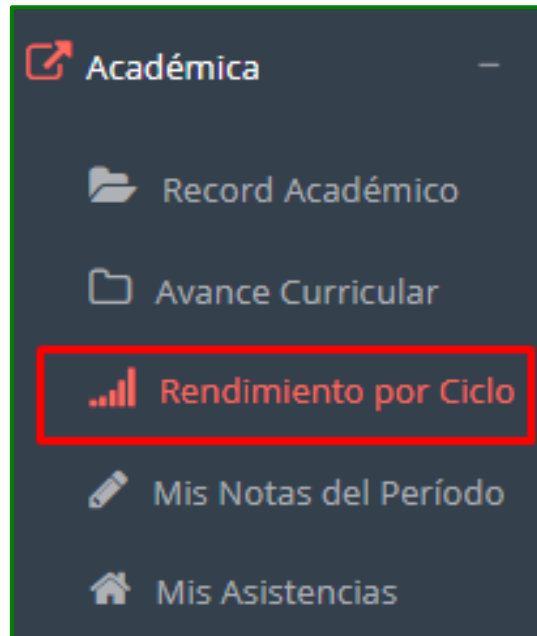 Académica
Record Académico
Avance Curricular
Rendimiento por Ciclo
Mis Notas del Período
Mis Asistencias